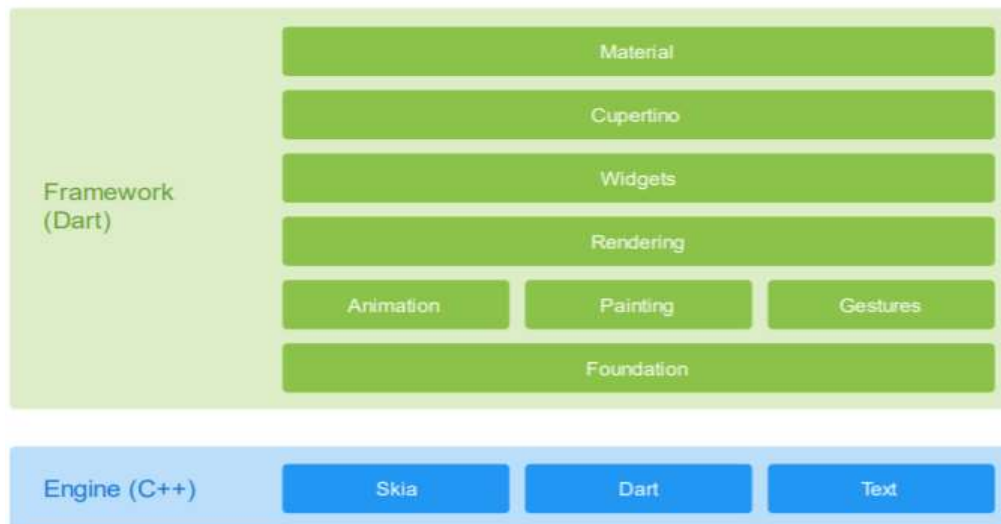 Material
Cupertino
Widgets
Framework
(Dart)
Rendering
Animation Painting Gestures
Foundation
Engine (C++) Skia Dart Text